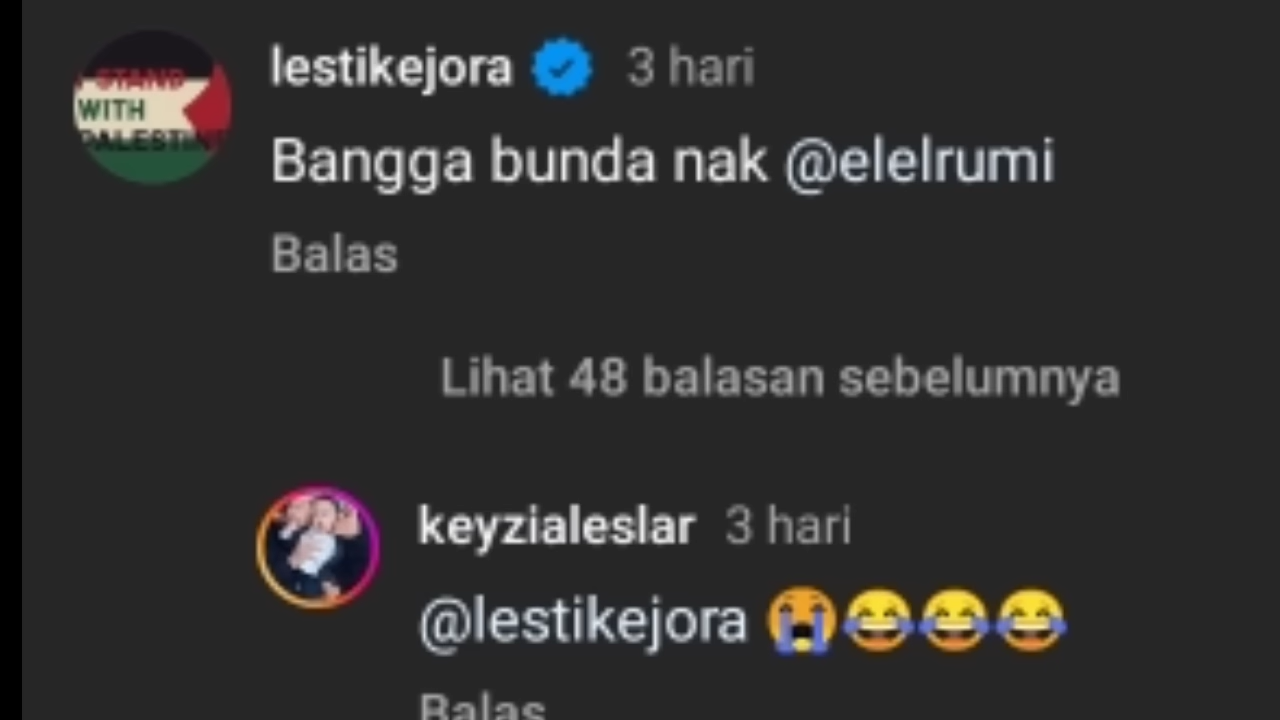 I STAND
WITH
PALESTINE
lestikejora 3 hari
Bangga bunda nak @elelrumi
Balas
Lihat 48 balasan sebelumnya
keyzialeslar 3 hari
@lestikejora 😭😂😂😂
Balas